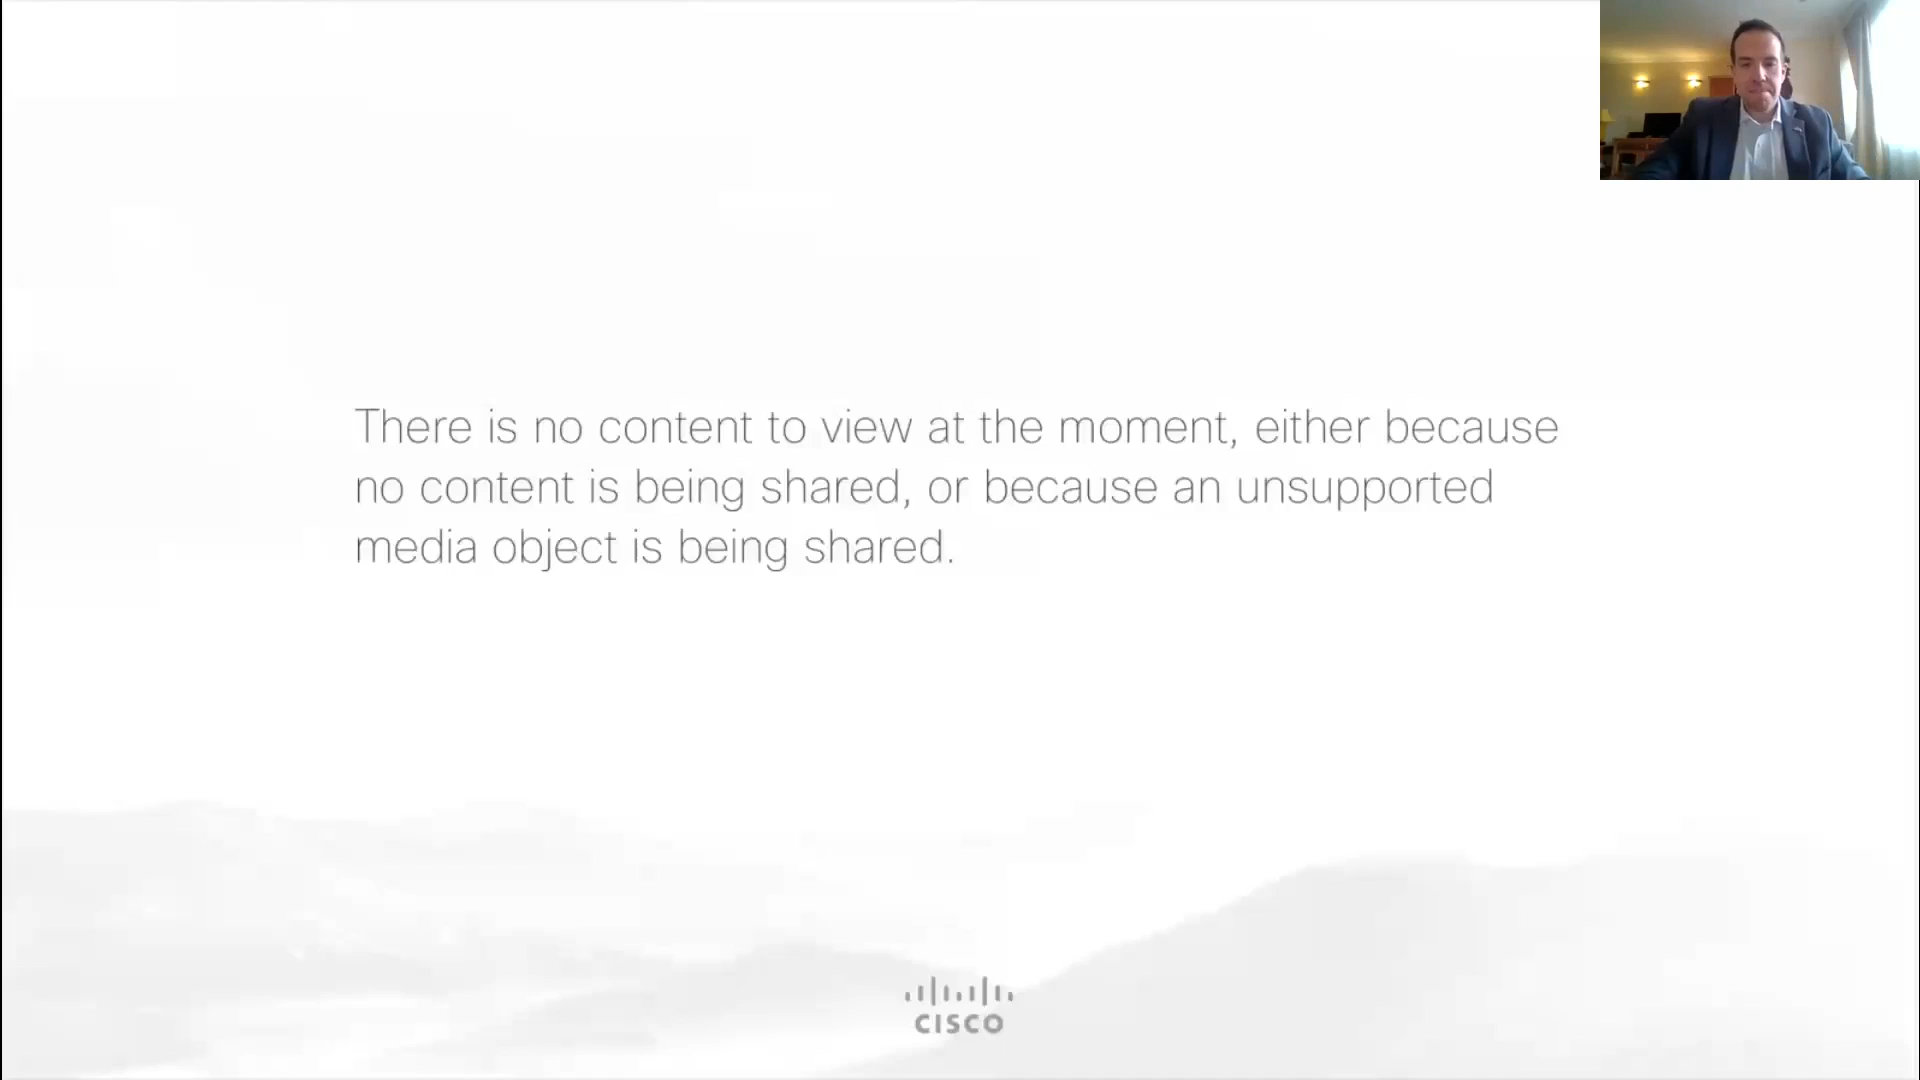 There is no content to view at the moment, either because
no content is being shared, or because an unsupported
media object is being shared.
CISCO